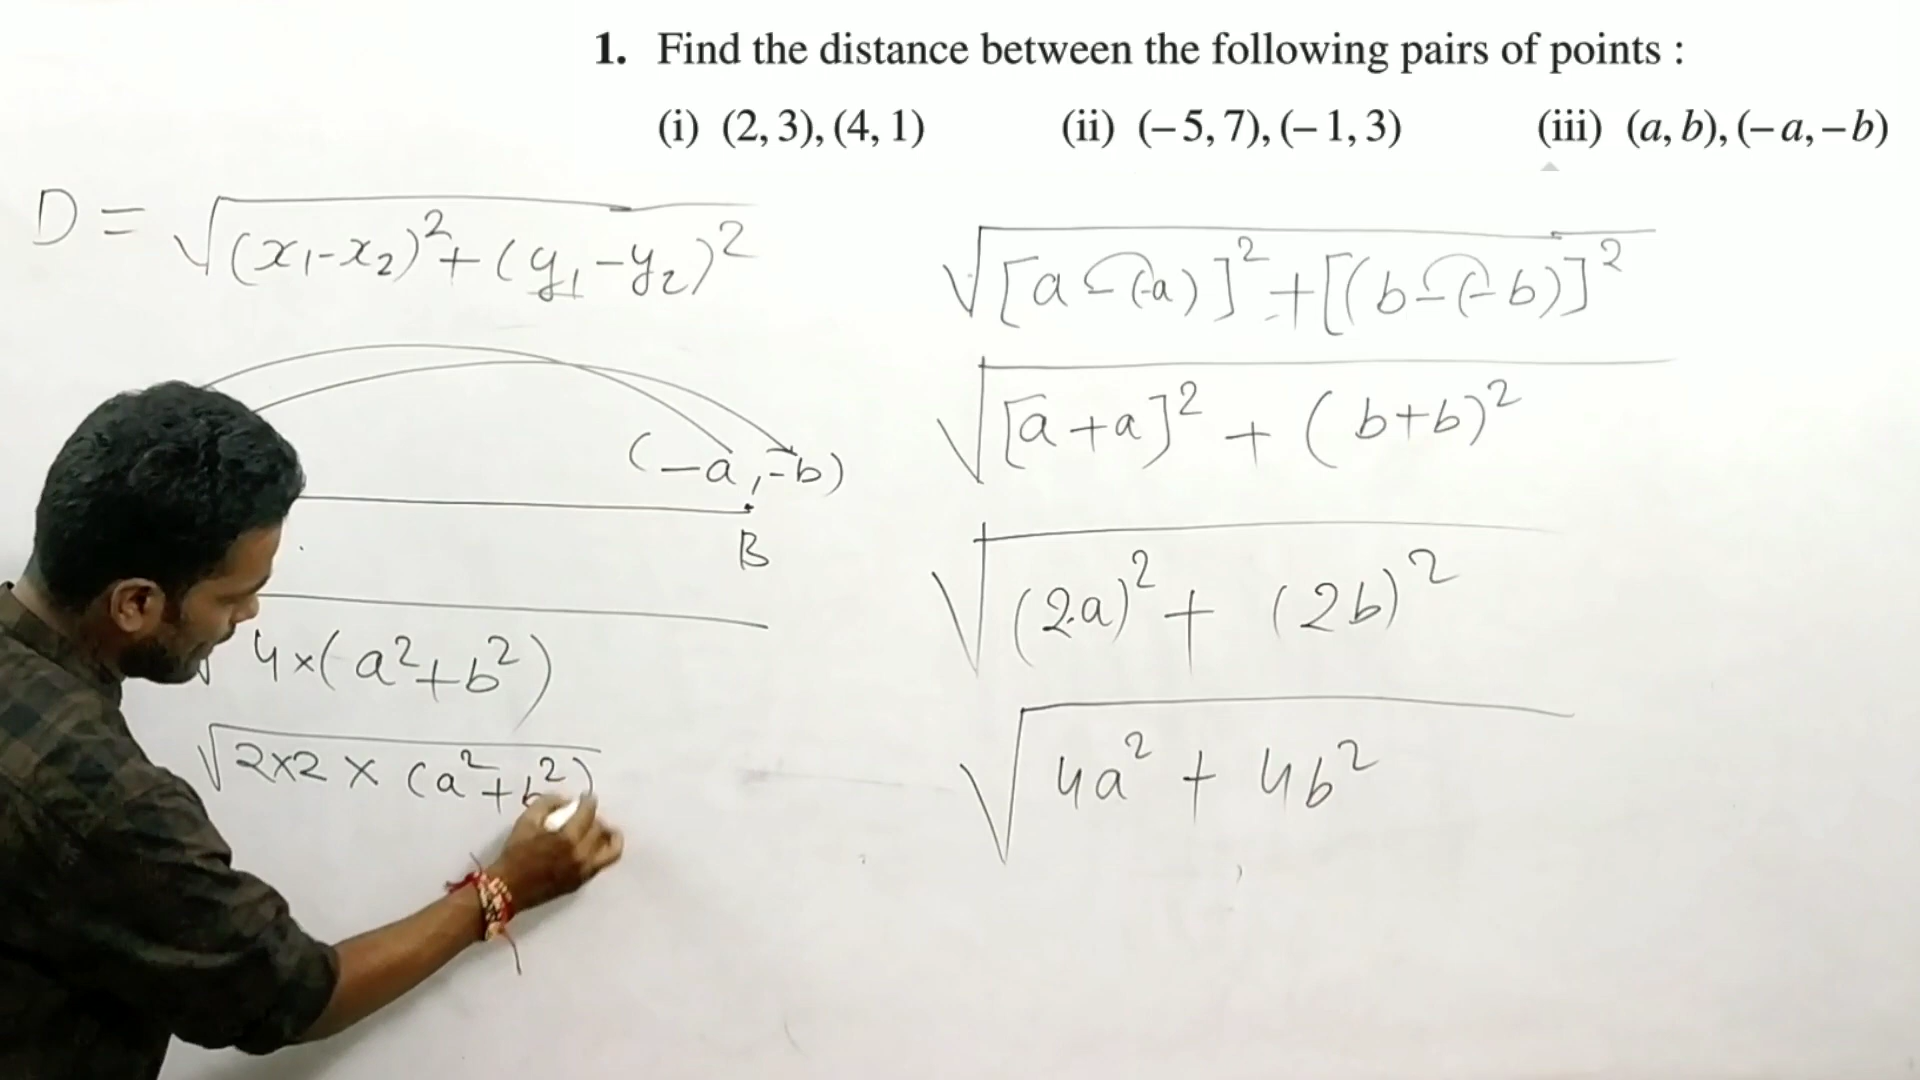 1. Find the distance between the following pairs of points :
(i) (2, 3), (4, 1) (ii) (– 5, 7), (– 1, 3) (iii) (a, b), (– a, – b)
D = √(x₁-x₂)² + (y₁-y₂)²
(-a, -b)
B
√4×(a²+b²)
√2×2 × (a²+b²)
√[a-(-a)]² + [(b-(-b)]²
√[a+a]² + (b+b)²
√(2a)² + (2b)²
√4a² + 4b²